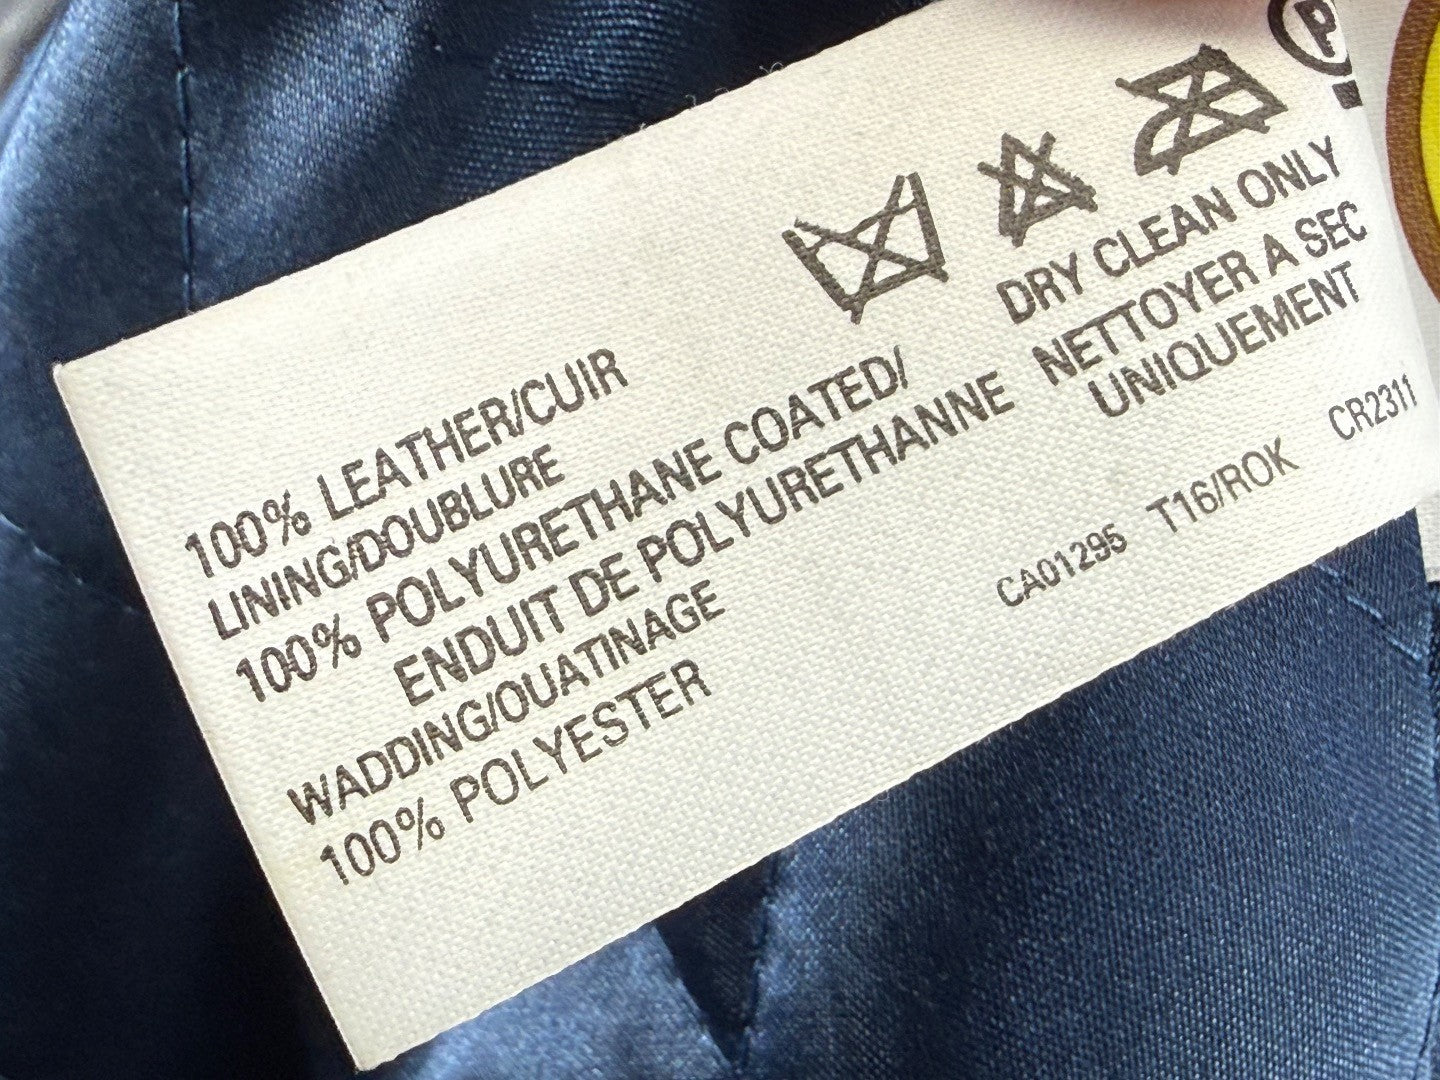 100% LEATHER/CUIR
LINING/DOUBLURE
100% POLYURETHANE COATED/
ENDUIT DE POLYURETHANNE
WADDING/OUATINAGE
100% POLYESTER
P
DRY CLEAN ONLY
NETTOYER A SEC
UNIQUEMENT
CA01295 T16/ROK CR2311